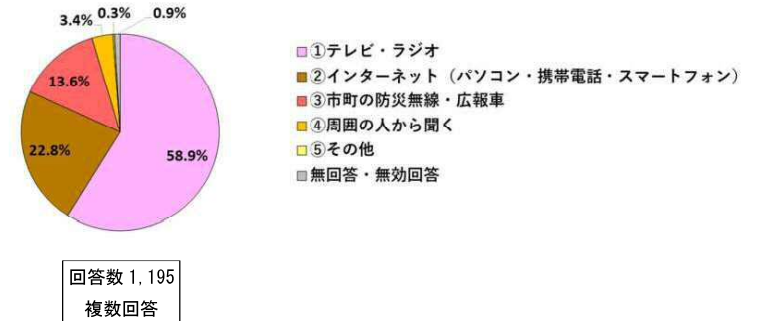 3.4%
0.3%
0.9%
13.6%
22.8%
58.9%
①テレビ・ラジオ
②インターネット（パソコン・携帯電話・スマートフォン）
③市町の防災無線・広報車
④周囲の人から聞く
⑤その他
無回答・無効回答
回答数 1,195
複数回答